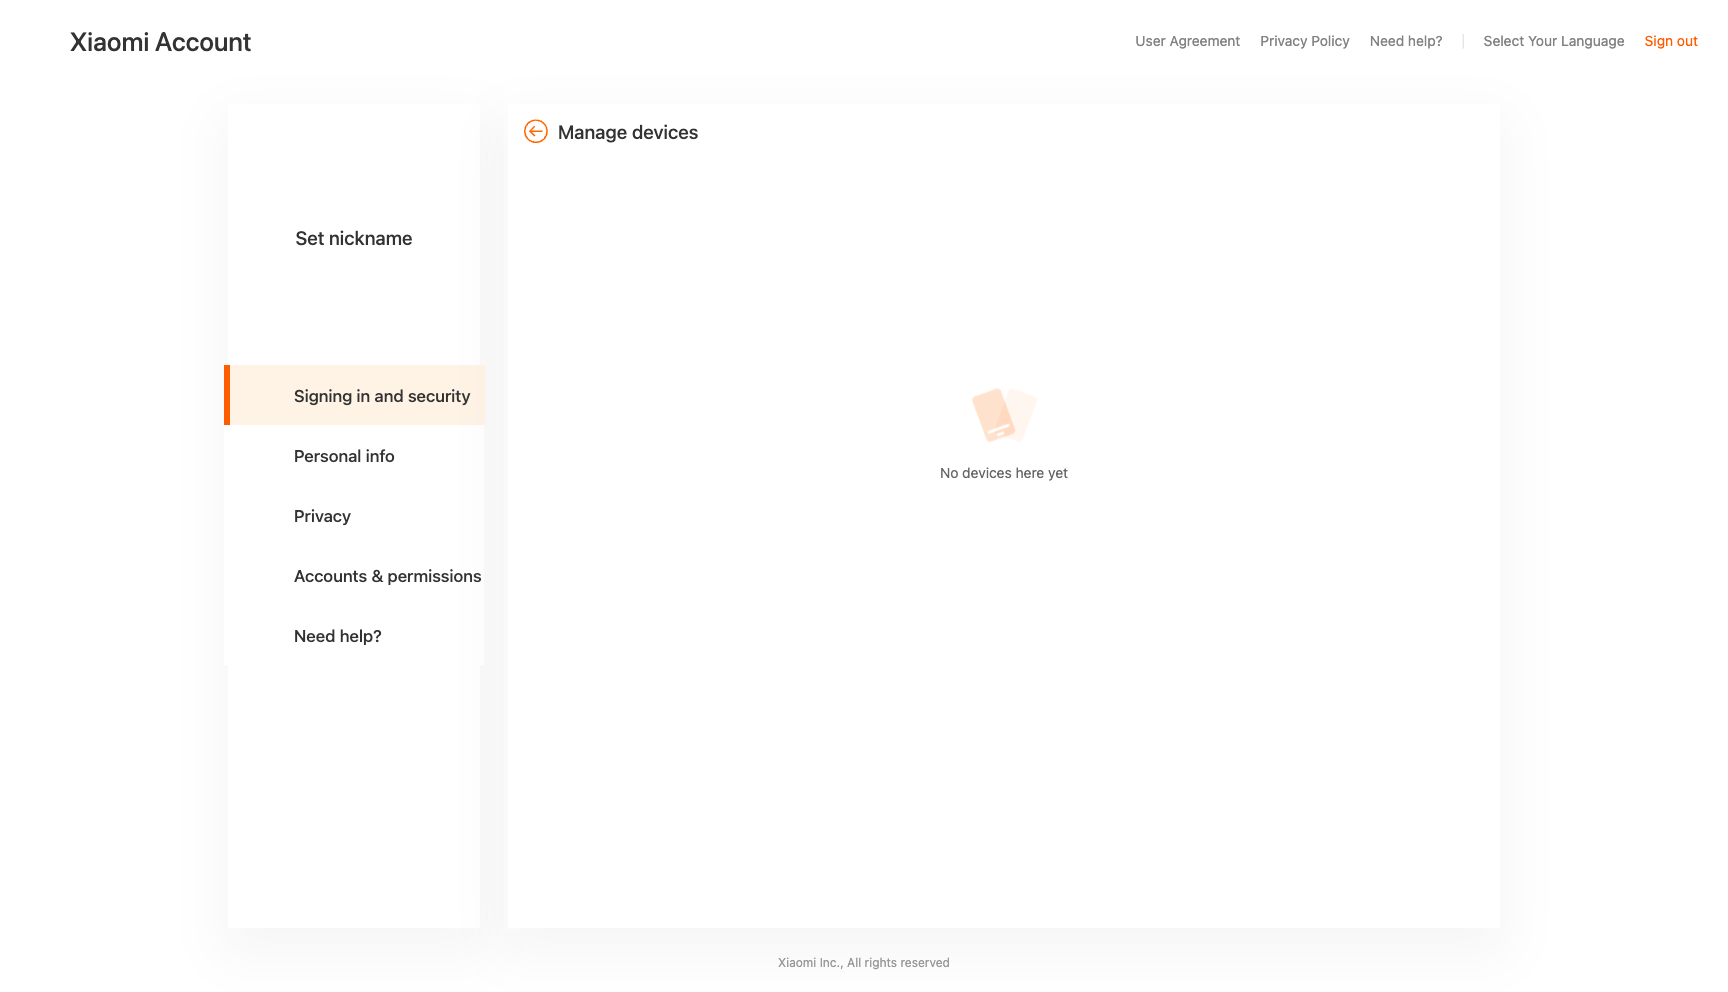 Xiaomi Account
User Agreement
Privacy Policy
Need help?
Select Your Language
Sign out
Set nickname
Signing in and security
Personal info
Privacy
Accounts & permissions
Need help?
Manage devices
No devices here yet
Xiaomi Inc., All rights reserved